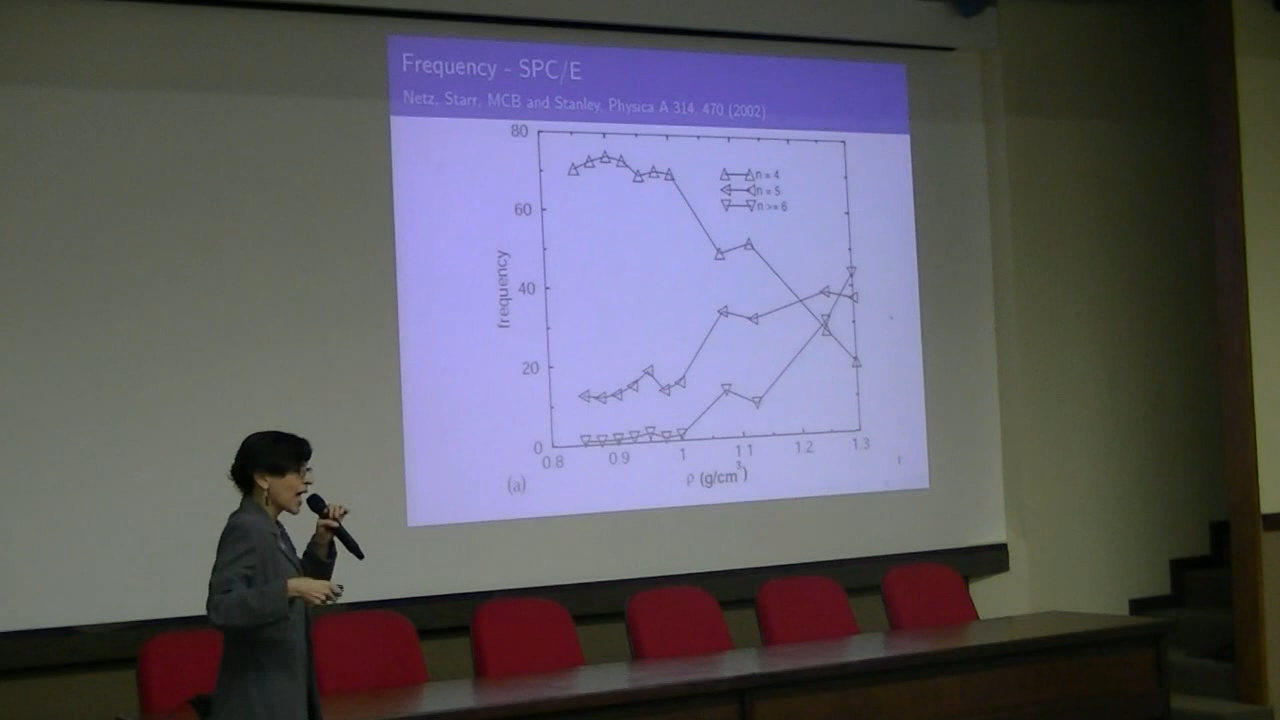 Frequency - SPC/E
Netz, Starr, MCB and Stanley, Physica A 314, 470 (2002)
80
60
40
20
0
frequency
n = 4
n = 5
n >= 6
0.8 0.9 1 1.1 1.2 1.3
ρ (g/cm³)
(a)